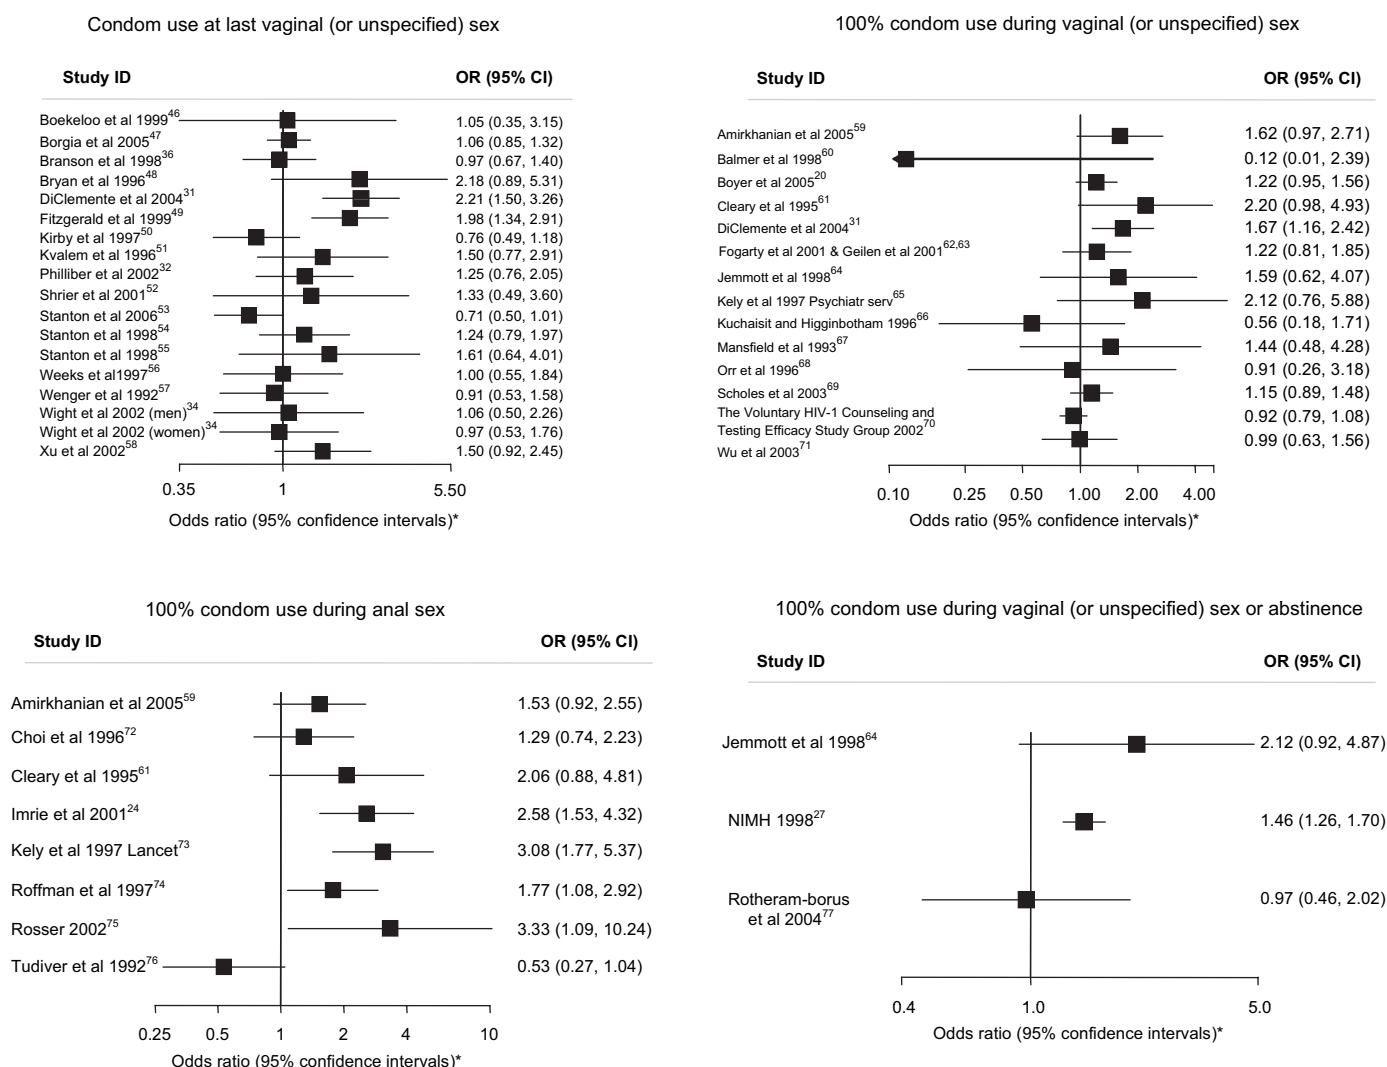 Condom use at last vaginal (or unspecified) sex
Study ID OR (95% CI)
Boekeloo et al 199946 1.05 (0.35, 3.15)
Borgia et al 200547 1.06 (0.85, 1.32)
Branson et al 199836 0.97 (0.67, 1.40)
Bryan et al 199648 2.18 (0.89, 5.31)
DiClemente et al 200431 2.21 (1.50, 3.26)
Fitzgerald et al 199949 1.98 (1.34, 2.91)
Kirby et al 199750 0.76 (0.49, 1.18)
Kvalem et al 199651 1.50 (0.77, 2.91)
Philliber et al 200232 1.25 (0.76, 2.05)
Shrier et al 200152 1.33 (0.49, 3.60)
Stanton et al 200653 0.71 (0.50, 1.01)
Stanton et al 199854 1.24 (0.79, 1.97)
Stanton et al 199855 1.61 (0.64, 4.01)
Weeks et al199756 1.00 (0.55, 1.84)
Wenger et al 199257 0.91 (0.53, 1.58)
Wight et al 2002 (men)34 1.06 (0.50, 2.26)
Wight et al 2002 (women)34 0.97 (0.53, 1.76)
Xu et al 200258 1.50 (0.92, 2.45)
0.35 1 5.50
Odds ratio (95% confidence intervals)*
100% condom use during vaginal (or unspecified) sex
Study ID OR (95% CI)
Amirkhanian et al 200559 1.62 (0.97, 2.71)
Balmer et al 199860 0.12 (0.01, 2.39)
Boyer et al 200520 1.22 (0.95, 1.56)
Cleary et al 199561 2.20 (0.98, 4.93)
DiClemente et al 200431 1.67 (1.16, 2.42)
Fogarty et al 2001 & Geilen et al 200162,63 1.22 (0.81, 1.85)
Jemmott et al 199864 1.59 (0.62, 4.07)
Kely et al 1997 Psychiatr serv65 2.12 (0.76, 5.88)
Kuchaisit and Higginbotham 199666 0.56 (0.18, 1.71)
Mansfield et al 199367 1.44 (0.48, 4.28)
Orr et al 199668 0.91 (0.26, 3.18)
Scholes et al 200369 1.15 (0.89, 1.48)
The Voluntary HIV-1 Counseling and 0.92 (0.79, 1.08)
Testing Efficacy Study Group 200270
Wu et al 200371 0.99 (0.63, 1.56)
0.10 0.25 0.50 1.00 2.00 4.00
Odds ratio (95% confidence intervals)*
100% condom use during anal sex
Study ID OR (95% CI)
Amirkhanian et al 200559 1.53 (0.92, 2.55)
Choi et al 199672 1.29 (0.74, 2.23)
Cleary et al 199561 2.06 (0.88, 4.81)
Imrie et al 200124 2.58 (1.53, 4.32)
Kely et al 1997 Lancet73 3.08 (1.77, 5.37)
Roffman et al 199774 1.77 (1.08, 2.92)
Rosser 200275 3.33 (1.09, 10.24)
Tudiver et al 199276 0.53 (0.27, 1.04)
0.25 0.5 1 2 4 10
Odds ratio (95% confidence intervals)*
100% condom use during vaginal (or unspecified) sex or abstinence
Study ID OR (95% CI)
Jemmott et al 199864 2.12 (0.92, 4.87)
NIMH 199827 1.46 (1.26, 1.70)
Rotheram-borus 0.97 (0.46, 2.02)
et al 200477
0.4 1.0 5.0
Odds ratio (95% confidence intervals)*